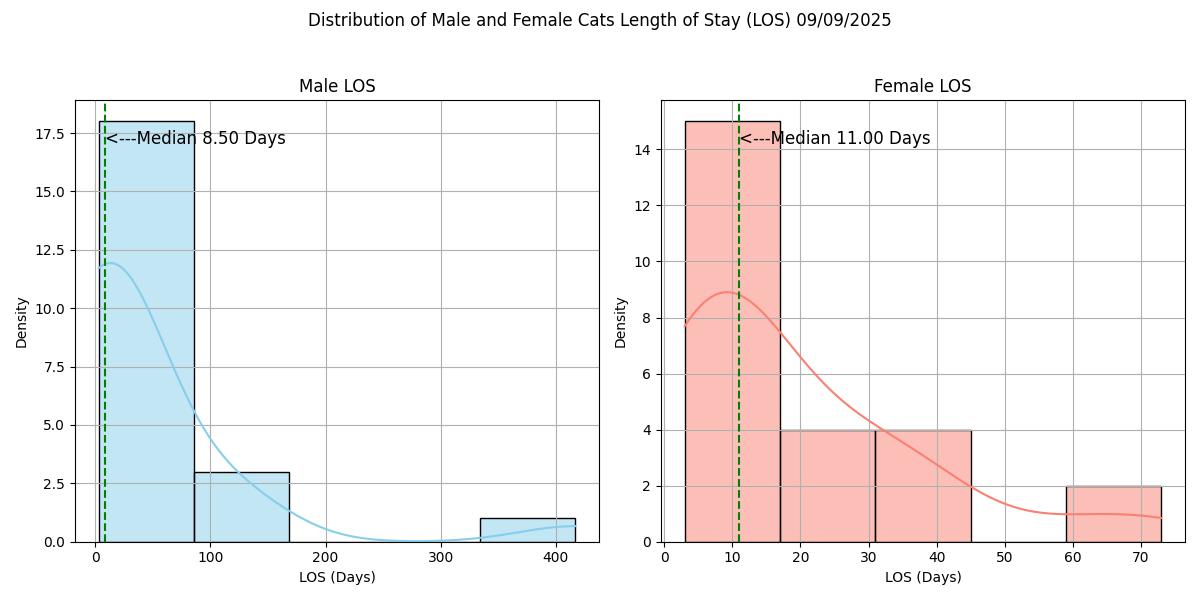 Distribution of Male and Female Cats Length of Stay (LOS) 09/09/2025
Male LOS
17.5
15.0
12.5
10.0
7.5
5.0
2.5
0.0
Density
<---Median 8.50 Days
0 100 200 300 400
LOS (Days)
Female LOS
14
12
10
8
6
4
2
0
Density
<---Median 11.00 Days
0 10 20 30 40 50 60 70
LOS (Days)